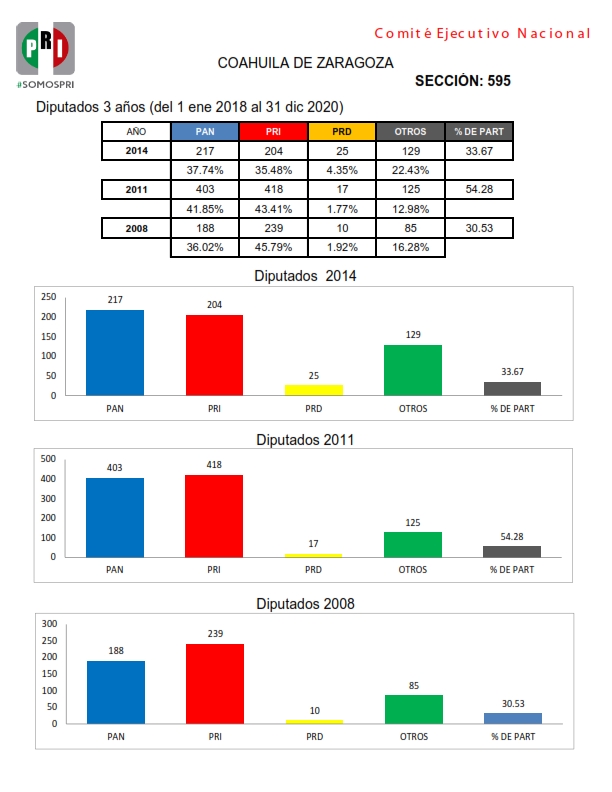 Comité Ejecutivo Nacional
PRI
#SOMOSPRI
COAHUILA DE ZARAGOZA
SECCIÓN: 595
Diputados 3 años (del 1 ene 2018 al 31 dic 2020)
AÑO PAN PRI PRD OTROS % DE PART
2014 217 204 25 129 33.67
37.74% 35.48% 4.35% 22.43%
2011 403 418 17 125 54.28
41.85% 43.41% 1.77% 12.98%
2008 188 239 10 85 30.53
36.02% 45.79% 1.92% 16.28%
Diputados 2014
250
200
150
100
50
0
217 204 25 129 33.67
PAN PRI PRD OTROS % DE PART
Diputados 2011
500
400
300
200
100
0
403 418 17 125 54.28
PAN PRI PRD OTROS % DE PART
Diputados 2008
300
250
200
150
100
50
0
188 239 10 85 30.53
PAN PRI PRD OTROS % DE PART